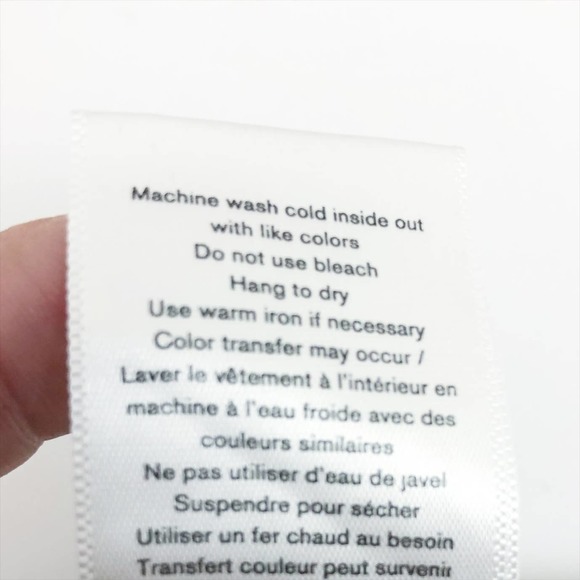 Machine wash cold inside out
with like colors
Do not use bleach
Hang to dry
Use warm iron if necessary
Color transfer may occur /
Laver le vêtement à l'intérieur en
machine à l'eau froide avec des
couleurs similaires
Ne pas utiliser d'eau de javel
Suspendre pour sécher
Utiliser un fer chaud au besoin
Transfert couleur peut survenir